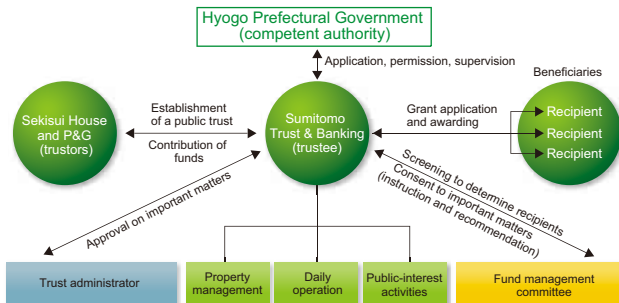 Hyogo Prefectural Government
(competent authority)
Application, permission, supervision
Beneficiaries
Sekisui House
and P&G
(trustors)
Establishment
of a public trust
Contribution of
funds
Sumitomo
Trust & Banking
(trustee)
Grant application
and awarding
Recipient
Recipient
Recipient
Approval on important matters
Screening to determine recipients
Consent to important matters
(instruction and recommendation)
Trust administrator
Property
management
Daily
operation
Public-interest
activities
Fund management
committee